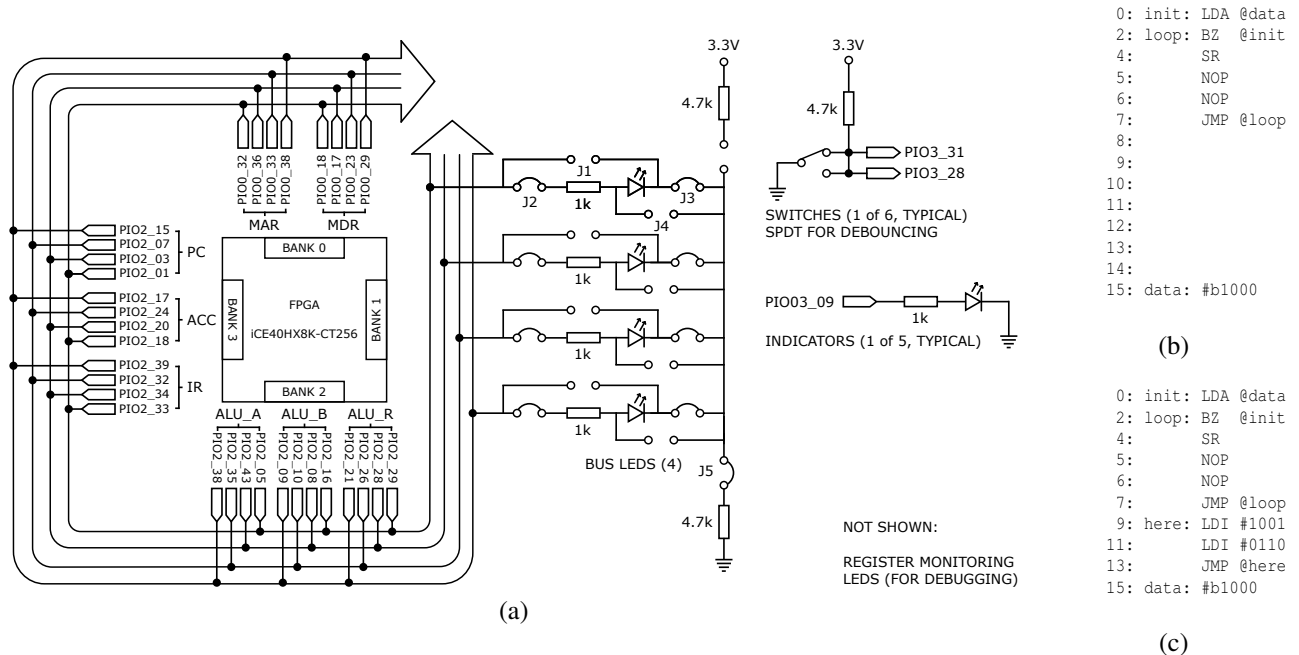 3.3V
3.3V
4.7k
4.7k
PIO0_32
PIO0_36
PIO0_33
PIO0_38
PIO0_18
PIO0_17
PIO0_23
PIO0_29
MAR
MDR
J1
J2
1k
J3
J4
PIO3_31
PIO3_28
SWITCHES (1 of 6, TYPICAL)
SPDT FOR DEBOUNCING
PIO2_15
PIO2_07
PIO2_03
PIO2_01
PC
PIO2_17
PIO2_24
PIO2_20
PIO2_18
ACC
PIO2_39
PIO2_32
PIO2_34
PIO2_33
IR
BANK 0
BANK 3
FPGA
iCE40HX8K-CT256
BANK 1
BANK 2
1k
1k
1k
PIO03_09
1k
INDICATORS (1 of 5, TYPICAL)
ALU_A
ALU_B
ALU_R
PIO2_38
PIO2_35
PIO2_43
PIO2_05
PIO2_09
PIO2_10
PIO2_08
PIO2_16
PIO2_21
PIO2_26
PIO2_28
PIO2_29
BUS LEDS (4)
J5
4.7k
NOT SHOWN:
REGISTER MONITORING
LEDS (FOR DEBUGGING)
(a)
0: init: LDA @data
2: loop: BZ @init
4: SR
5: NOP
6: NOP
7: JMP @loop
8:
9:
10:
11:
12:
13:
14:
15: data: #b1000
(b)
0: init: LDA @data
2: loop: BZ @init
4: SR
5: NOP
6: NOP
7: JMP @loop
9: here: LDI #1001
11: LDI #0110
13: JMP @here
15: data: #b1000
(c)